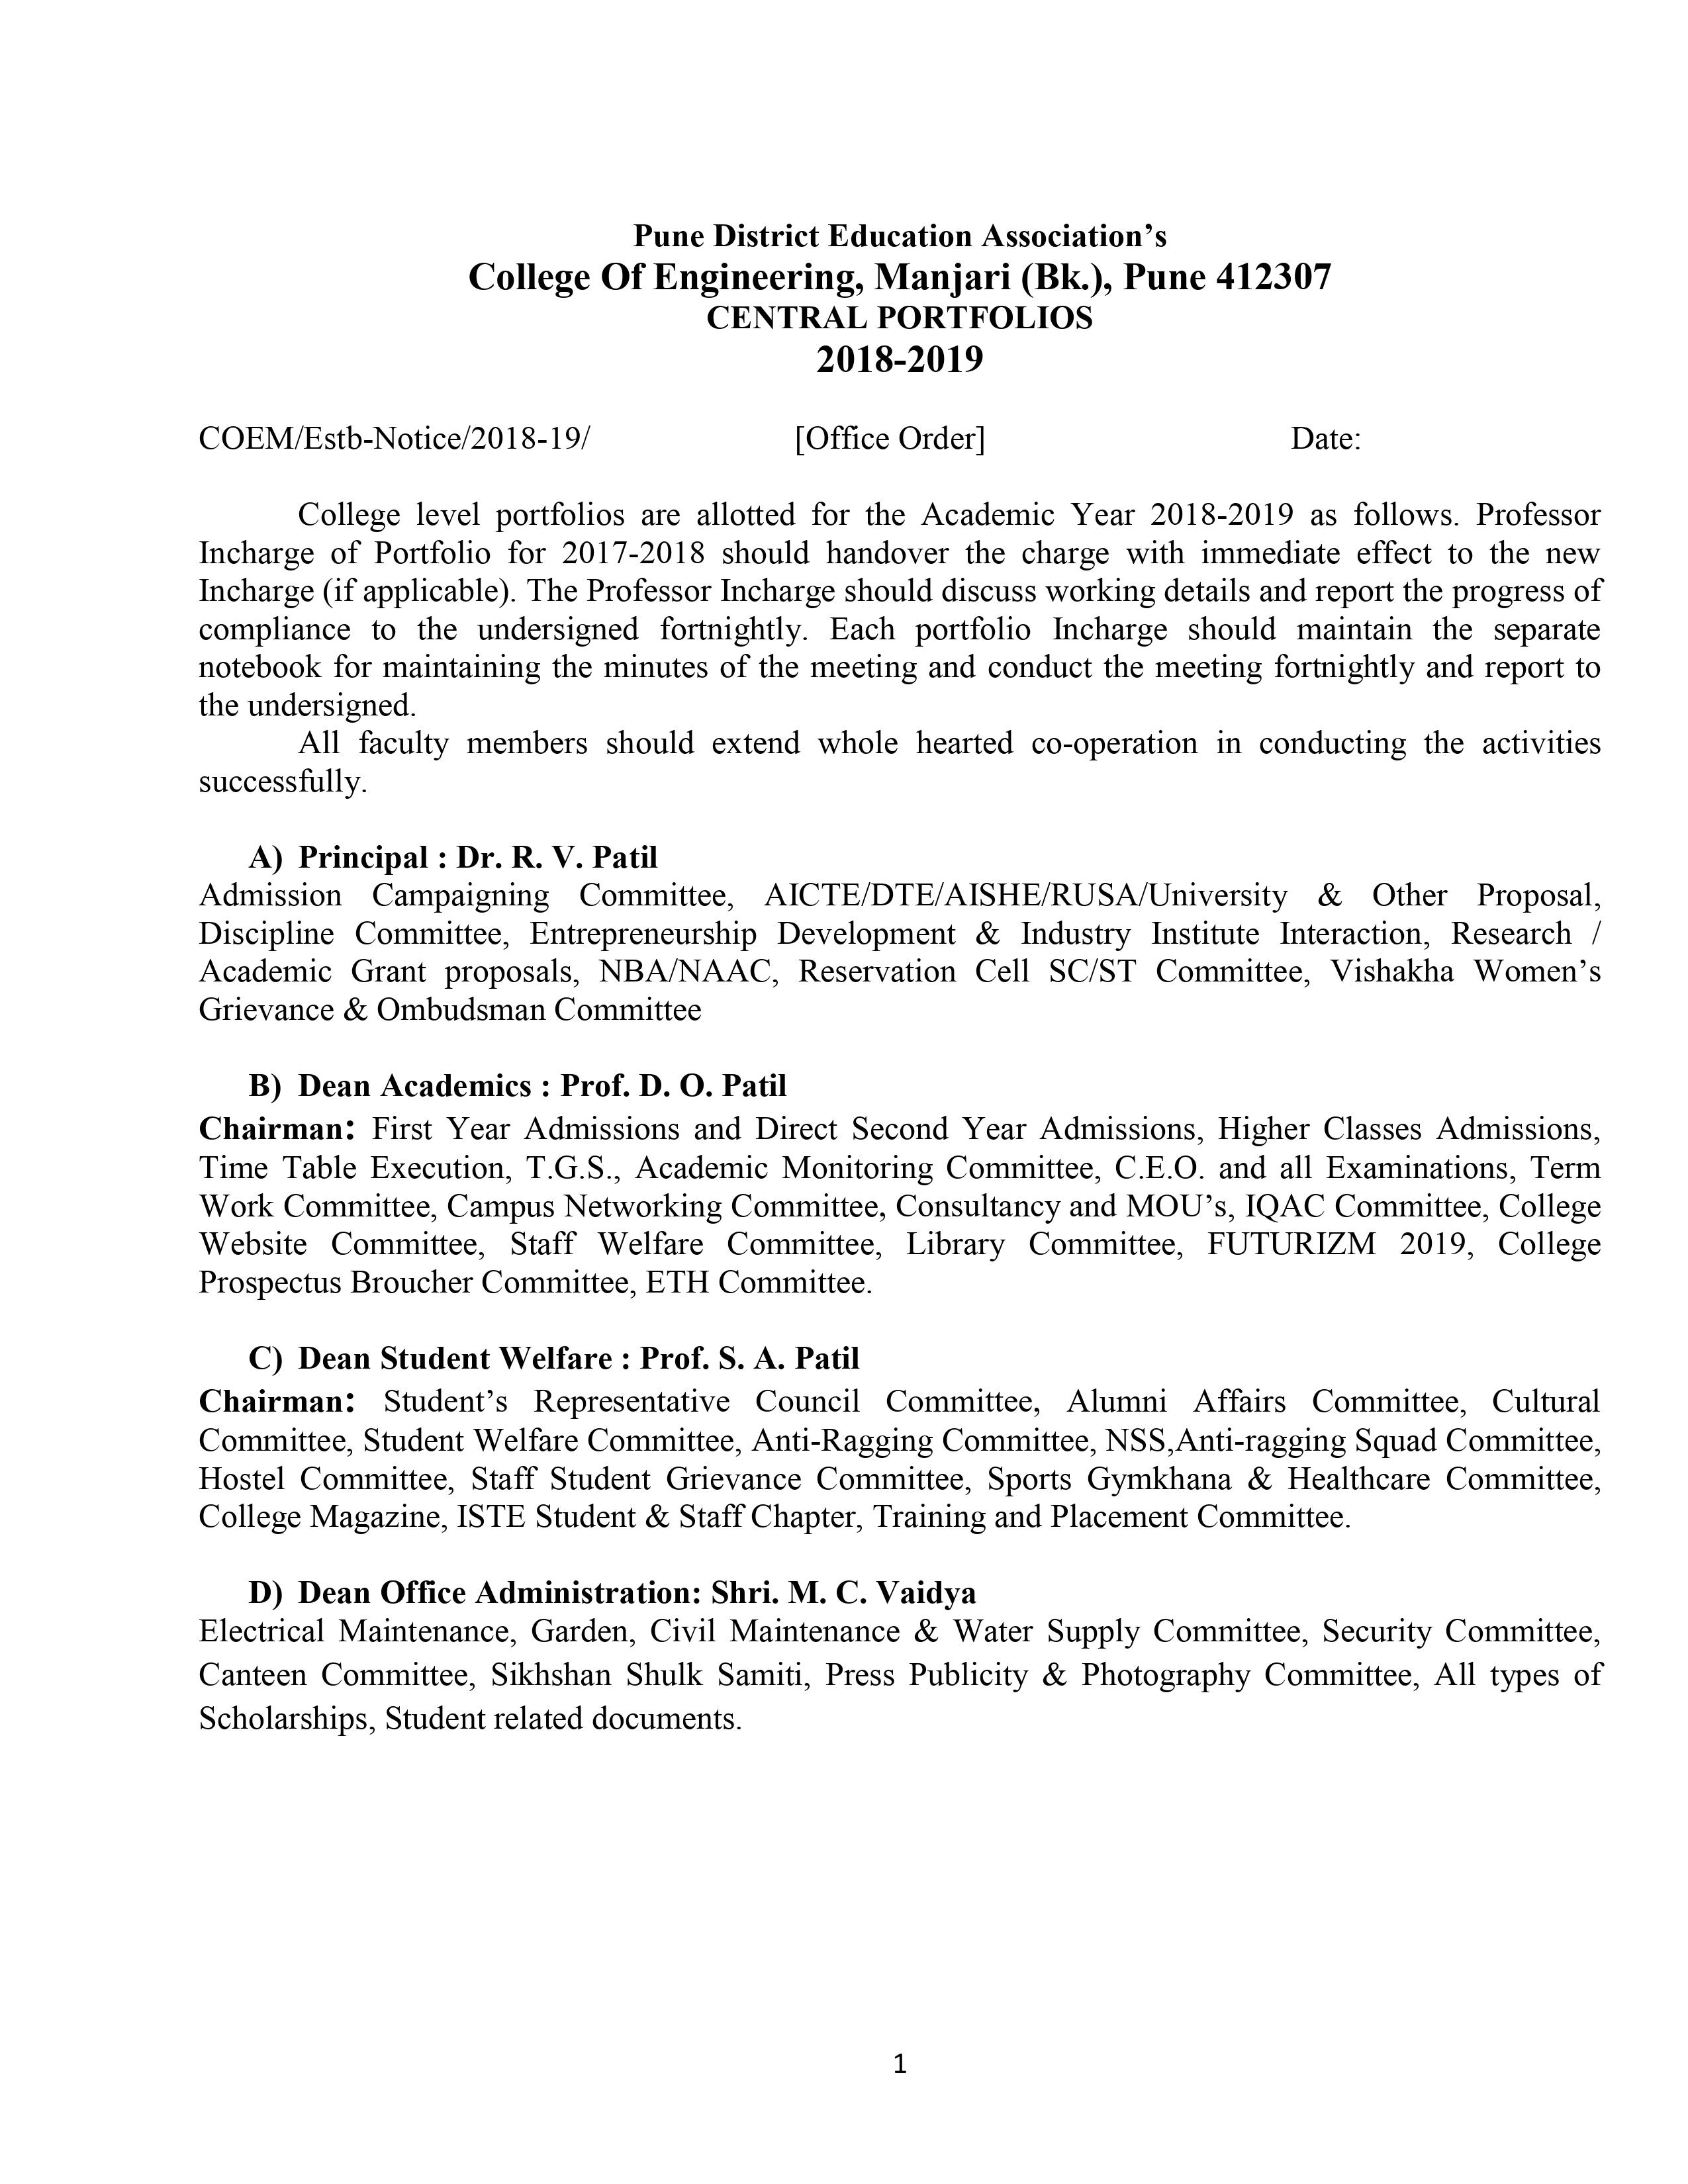 Pune District Education Association’s
College Of Engineering, Manjari (Bk.), Pune 412307
CENTRAL PORTFOLIOS
2018-2019
COEM/Estb-Notice/2018-19/ [Office Order] Date:
College level portfolios are allotted for the Academic Year 2018-2019 as follows. Professor
Incharge of Portfolio for 2017-2018 should handover the charge with immediate effect to the new
Incharge (if applicable). The Professor Incharge should discuss working details and report the progress of
compliance to the undersigned fortnightly. Each portfolio Incharge should maintain the separate
notebook for maintaining the minutes of the meeting and conduct the meeting fortnightly and report to
the undersigned.
All faculty members should extend whole hearted co-operation in conducting the activities
successfully.
A) Principal : Dr. R. V. Patil
Admission Campaigning Committee, AICTE/DTE/AISHE/RUSA/University & Other Proposal,
Discipline Committee, Entrepreneurship Development & Industry Institute Interaction, Research /
Academic Grant proposals, NBA/NAAC, Reservation Cell SC/ST Committee, Vishakha Women’s
Grievance & Ombudsman Committee
B) Dean Academics : Prof. D. O. Patil
Chairman: First Year Admissions and Direct Second Year Admissions, Higher Classes Admissions,
Time Table Execution, T.G.S., Academic Monitoring Committee, C.E.O. and all Examinations, Term
Work Committee, Campus Networking Committee, Consultancy and MOU’s, IQAC Committee, College
Website Committee, Staff Welfare Committee, Library Committee, FUTURIZM 2019, College
Prospectus Broucher Committee, ETH Committee.
C) Dean Student Welfare : Prof. S. A. Patil
Chairman: Student’s Representative Council Committee, Alumni Affairs Committee, Cultural
Committee, Student Welfare Committee, Anti-Ragging Committee, NSS,Anti-ragging Squad Committee,
Hostel Committee, Staff Student Grievance Committee, Sports Gymkhana & Healthcare Committee,
College Magazine, ISTE Student & Staff Chapter, Training and Placement Committee.
D) Dean Office Administration: Shri. M. C. Vaidya
Electrical Maintenance, Garden, Civil Maintenance & Water Supply Committee, Security Committee,
Canteen Committee, Sikhshan Shulk Samiti, Press Publicity & Photography Committee, All types of
Scholarships, Student related documents.
1